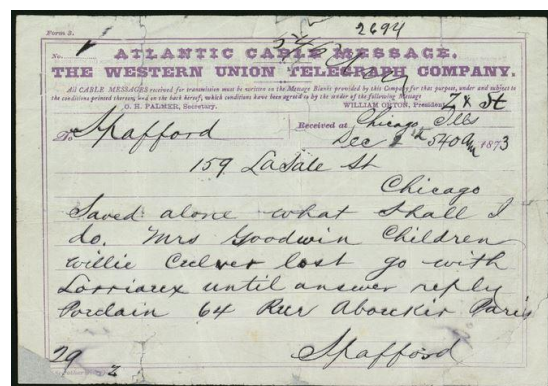 2694
Form 2.
No. 1
ATLANTIC CABLE MESSAGE.
THE WESTERN UNION TELEGRAPH COMPANY.
All CABLE MESSAGES received for transmission must be written on the Message Blanks provided by this Company for that purpose, under and subject to
the conditions printed thereon, and on the back hereof, which conditions have been agreed to by the sender of the following message
O. H. PALMER, Secretary.
WILLIAM ORTON, President.
To Spafford
Received at Chicago Ills
Dec 540 1873
159 LaSale St
Chicago
Saved alone what shall I
do. Mrs Goodwin Children
Willie Culver lost go with
Lorriaux until answer reply
Porclain 64 Rue Aboukir Paris
Spafford
29